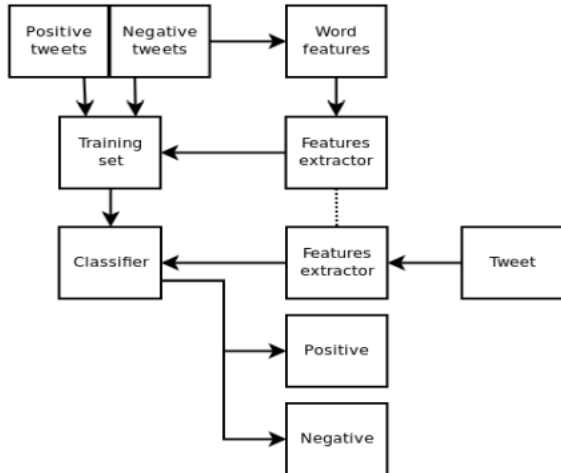 Positive
tweets
Negative
tweets
Word
features
Training
set
Features
extractor
Classifier
Features
extractor
Tweet
Positive
Negative